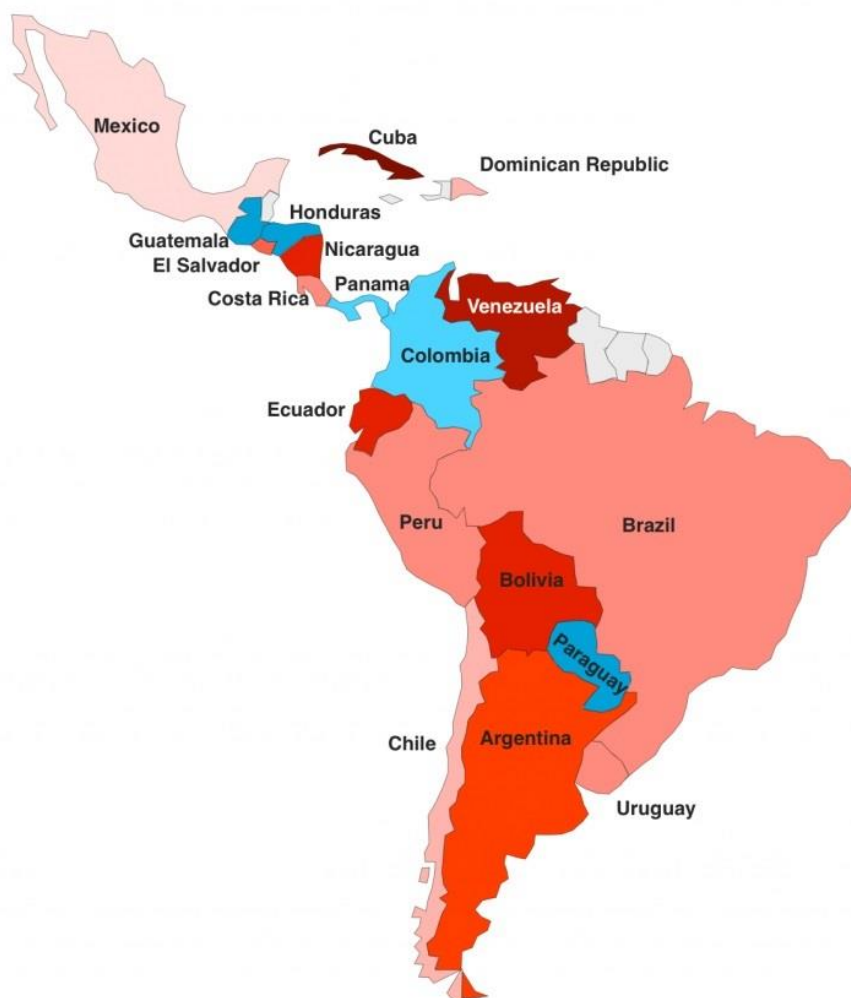 Mexico
Cuba
Dominican Republic
Honduras
Guatemala
Nicaragua
El Salvador
Panama
Costa Rica
Venezuela
Colombia
Ecuador
Peru
Brazil
Bolivia
Paraguay
Chile
Argentina
Uruguay